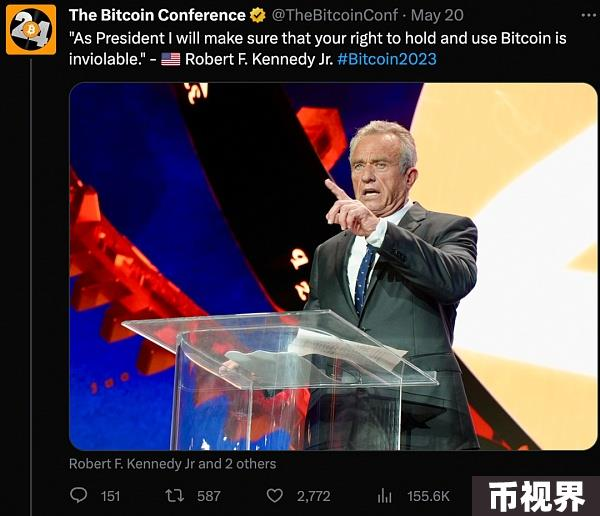 The Bitcoin Conference @TheBitcoinConf · May 20
"As President I will make sure that your right to hold and use Bitcoin is
inviolable." - 🇺🇸 Robert F. Kennedy Jr. #Bitcoin2023
Robert F. Kennedy Jr and 2 others
151 587 2,772 155.6K
币视界